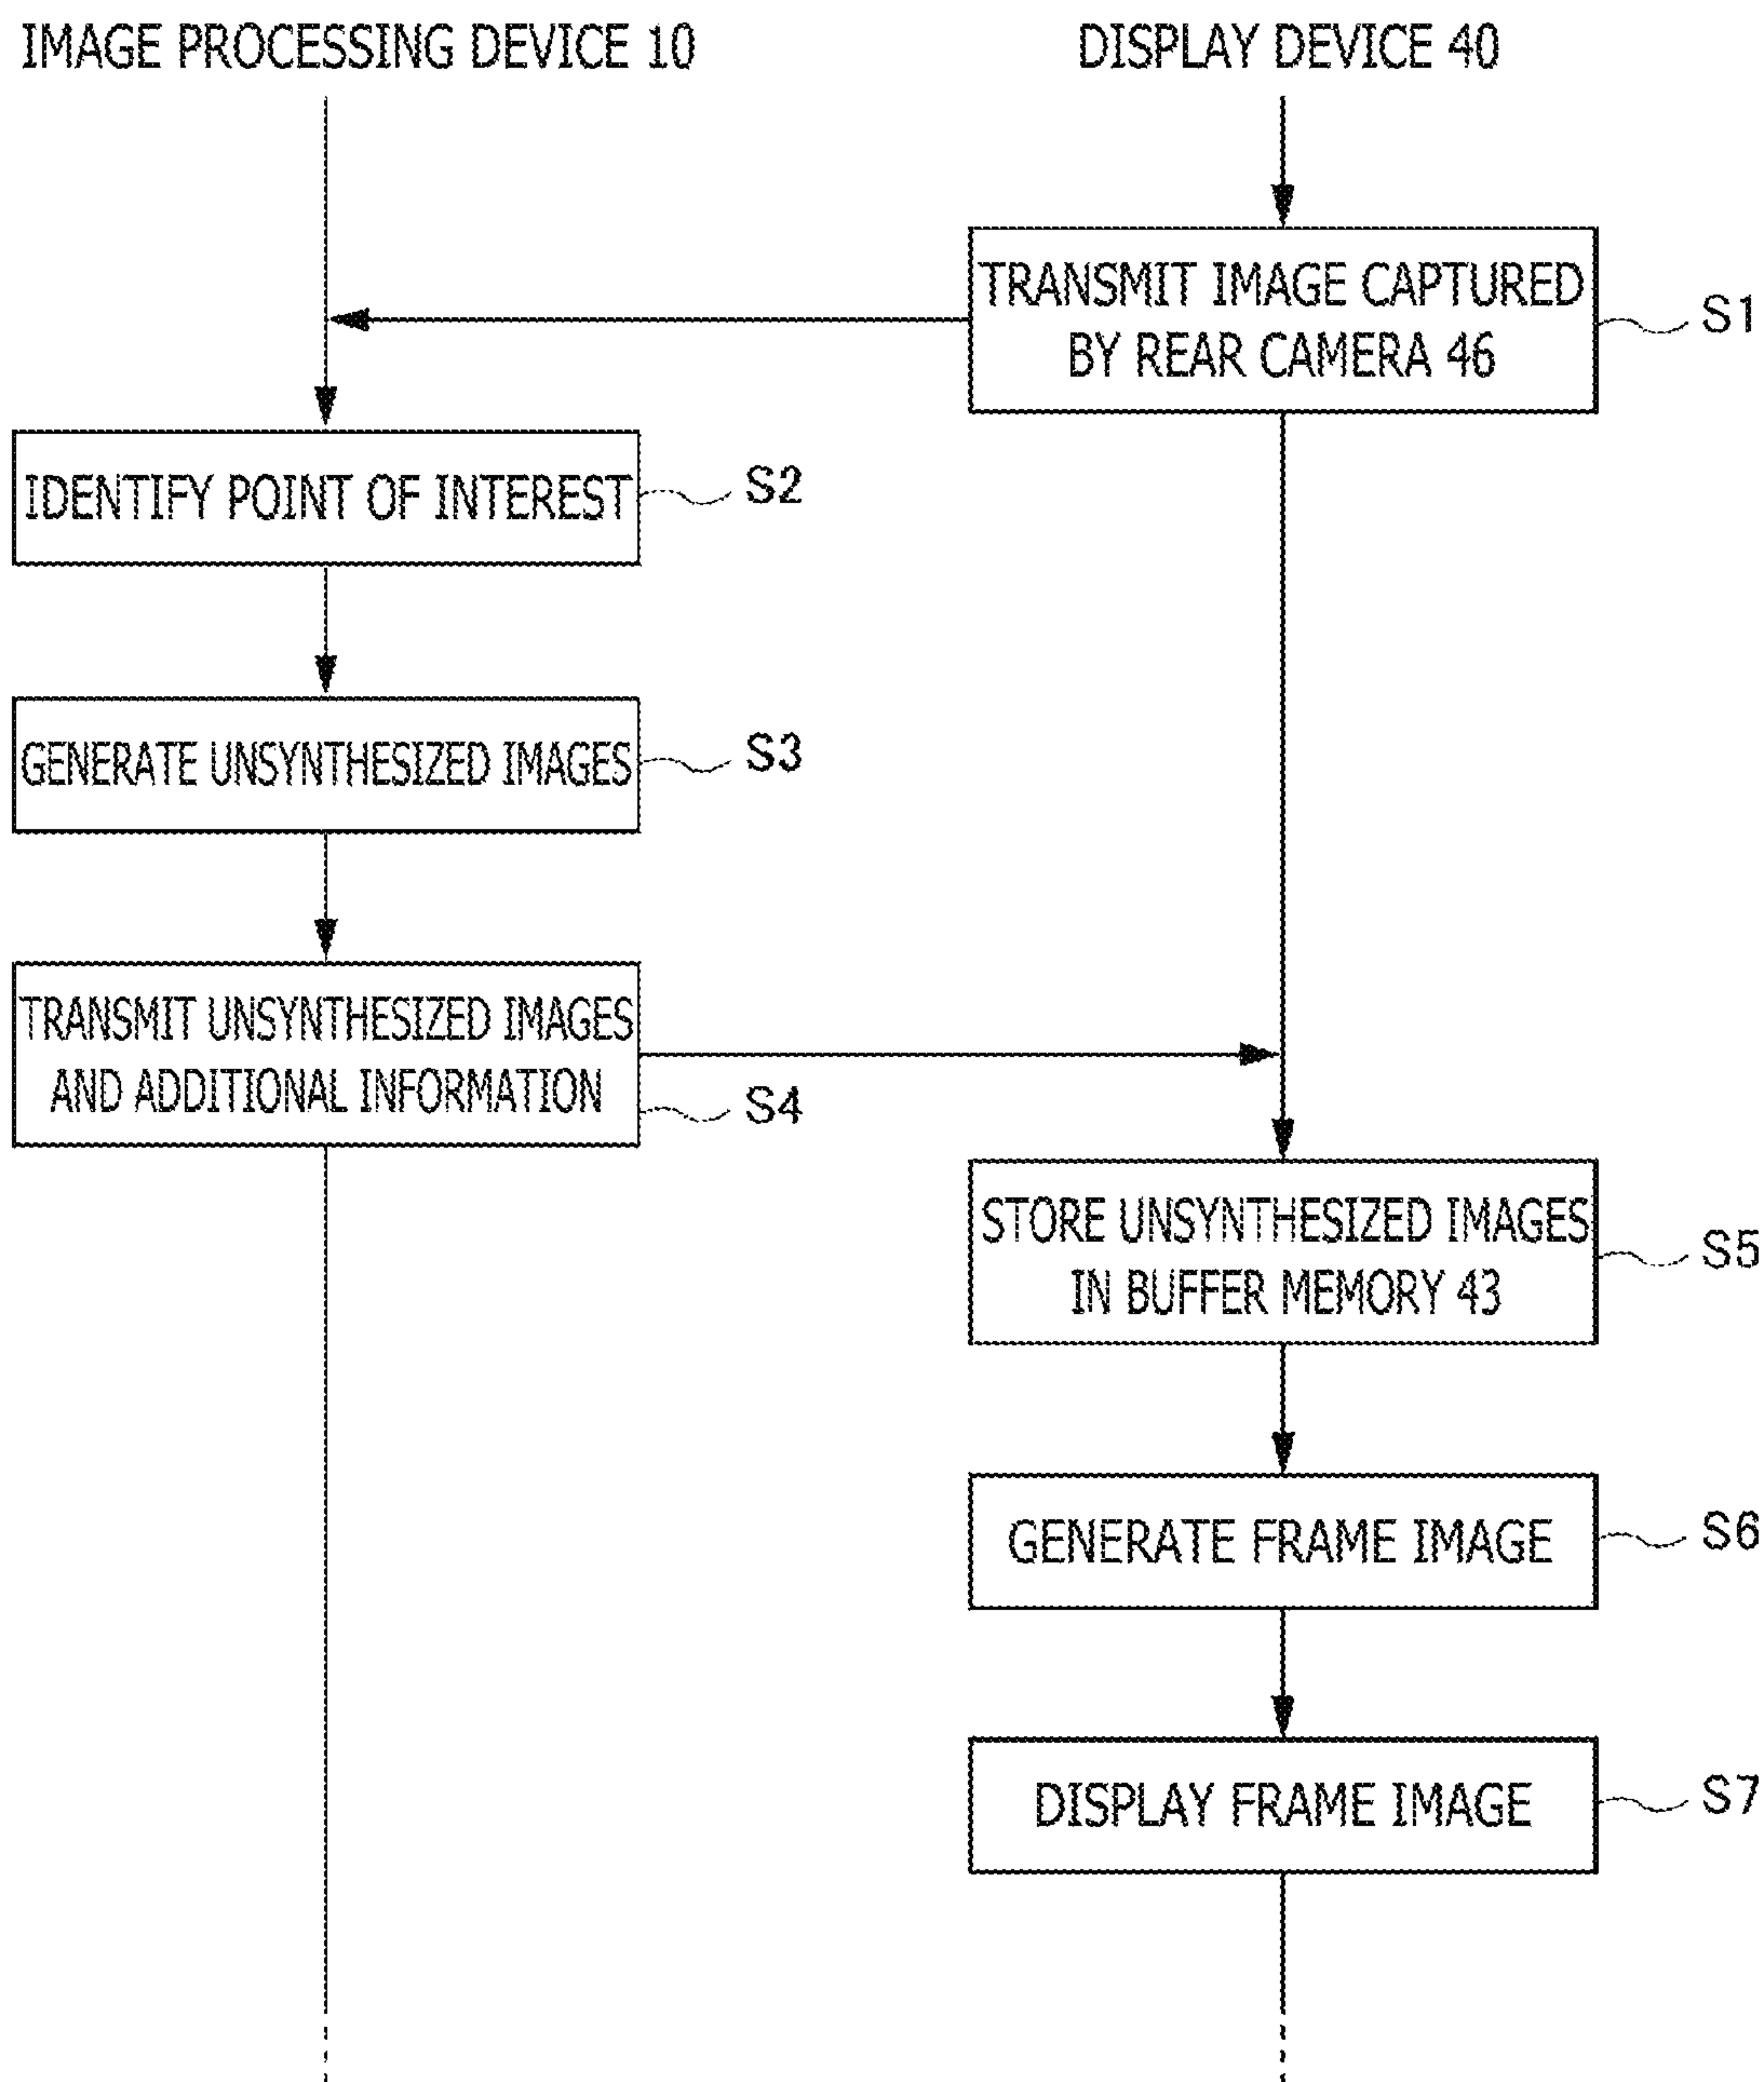 IMAGE PROCESSING DEVICE 10
DISPLAY DEVICE 40
TRANSMIT IMAGE CAPTURED
BY REAR CAMERA 46
S1
IDENTIFY POINT OF INTEREST
S2
GENERATE UNSYNTHESIZED IMAGES
S3
TRANSMIT UNSYNTHESIZED IMAGES
AND ADDITIONAL INFORMATION
S4
STORE UNSYNTHESIZED IMAGES
IN BUFFER MEMORY 43
S5
GENERATE FRAME IMAGE
S6
DISPLAY FRAME IMAGE
S7